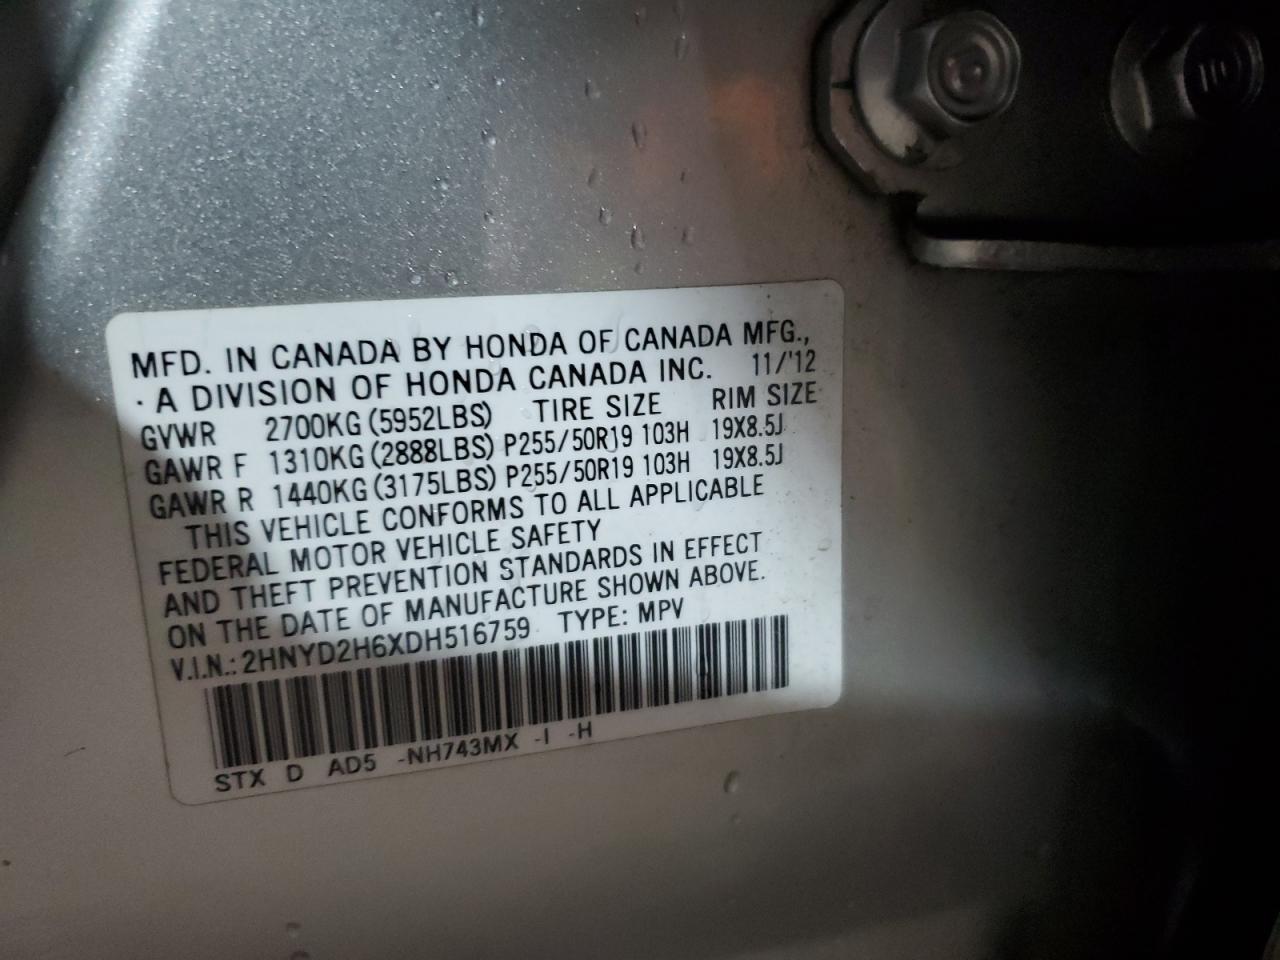 MFD. IN CANADA BY HONDA OF CANADA MFG.,
. A DIVISION OF HONDA CANADA INC. 11/'12
GVWR 2700KG (5952LBS) TIRE SIZE RIM SIZE
GAWR F 1310KG (2888LBS) P255/50R19 103H 19X8.5J
GAWR R 1440KG (3175LBS) P255/50R19 103H 19X8.5J
THIS VEHICLE CONFORMS TO ALL APPLICABLE
FEDERAL MOTOR VEHICLE SAFETY
AND THEFT PREVENTION STANDARDS IN EFFECT
ON THE DATE OF MANUFACTURE SHOWN ABOVE.
V.I.N.: 2HNYD2H6XDH516759 TYPE: MPV
STX D AD5 -NH743MX -I -H